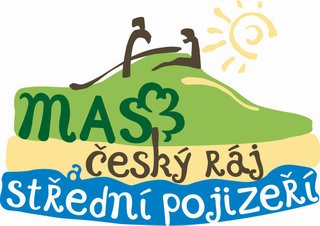 MAS
český ráj
a
střední pojizeří